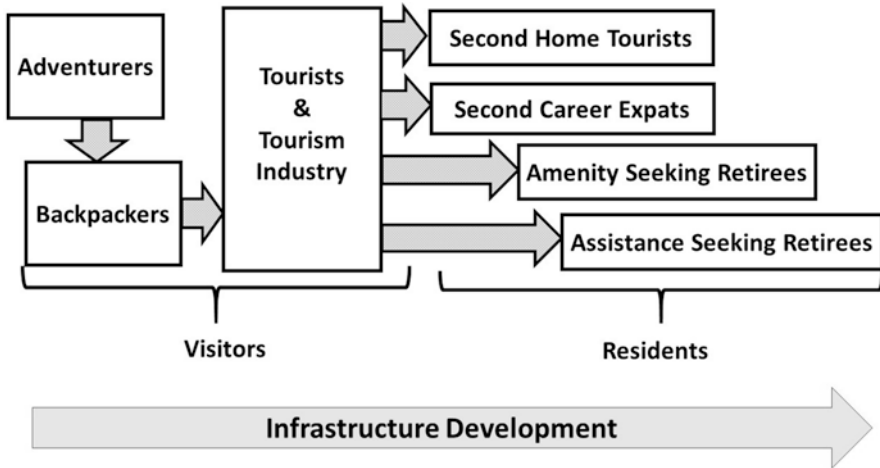 Adventurers
Backpackers
Tourists
&
Tourism
Industry
Second Home Tourists
Second Career Expats
Amenity Seeking Retirees
Assistance Seeking Retirees
Visitors
Residents
Infrastructure Development